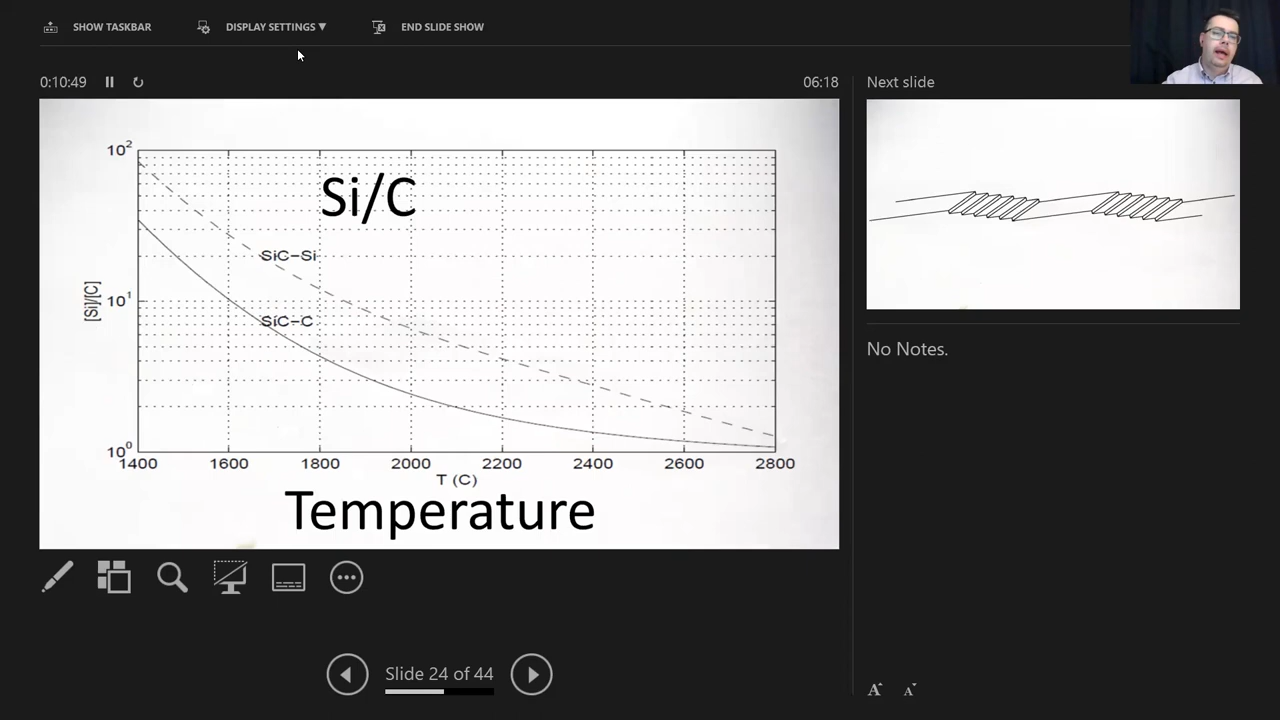 SHOW TASKBAR
DISPLAY SETTINGS ▼
END SLIDE SHOW
0:10:49
06:18
Next slide
10²
Si/C
SiC−Si
10¹
[Si]/[C]
SiC−C
10⁰
1400 1600 1800 2000 2200 2400 2600 2800
T (C)
Temperature
No Notes.
Slide 24 of 44
A A